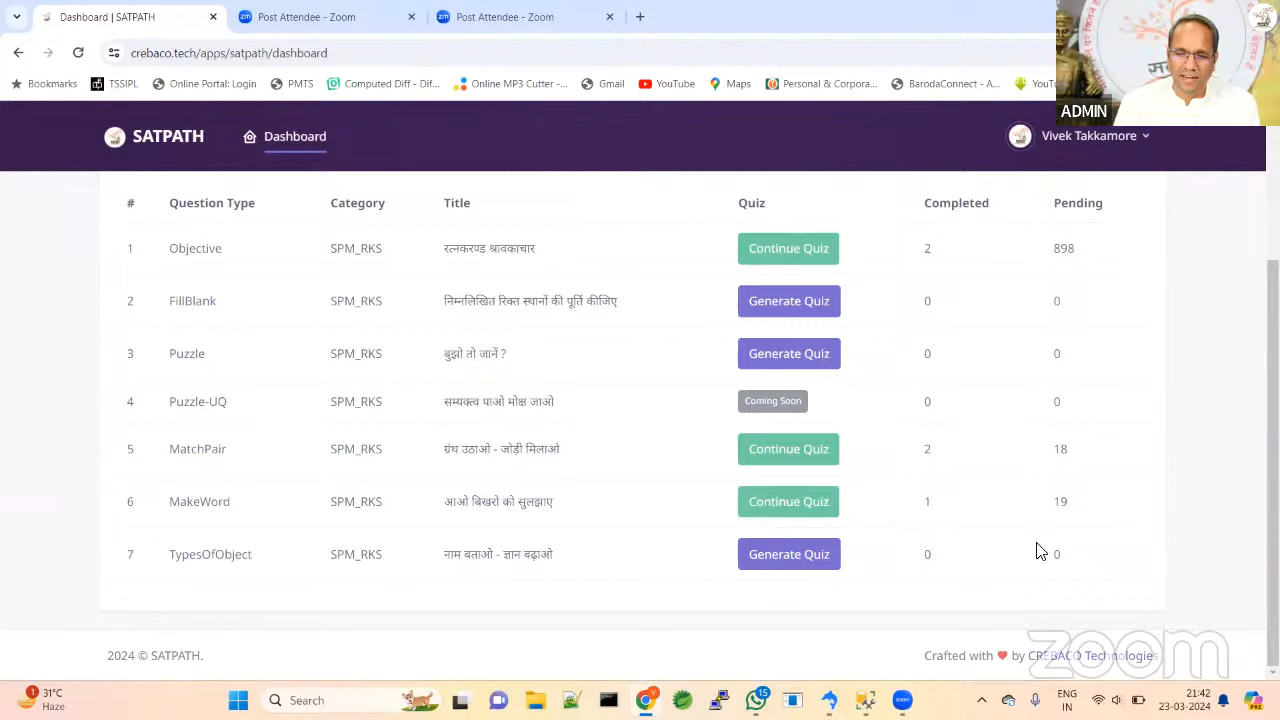 Dashboard
Post Attendee - Zoom
Post Attendee - Zoom
crebaco.tech/apps/satpath/dashboard
Bookmarks TSSIPL Online Portal: Login PMTS Computed Diff - Dif... Online MP3 Cutter -... Gmail YouTube Maps Personal & Corpora... BarodaConnect - A...
ADMIN
SATPATH Dashboard Vivek Takkamore
# Question Type Category Title Quiz Completed Pending
1 Objective SPM_RKS रत्नकरण्ड श्रावकाचार Continue Quiz 2 898
2 FillBlank SPM_RKS निम्नलिखित रिक्त स्थानों की पूर्ति कीजिए Generate Quiz 0 0
3 Puzzle SPM_RKS बुझो तो जानें ? Generate Quiz 0 0
4 Puzzle-UQ SPM_RKS सम्यक्त्व पाओ मोक्ष जाओ Coming Soon 0 0
5 MatchPair SPM_RKS ग्रंथ उठाओ - जोड़ी मिलाओ Continue Quiz 2 18
6 MakeWord SPM_RKS आओ बिखरो को सुलझाए Continue Quiz 1 19
7 TypesOfObject SPM_RKS नाम बताओ - ज्ञान बढ़ाओ Generate Quiz 0 0
2024 © SATPATH. Crafted with ❤ by CREBACO Technologies
zoom
1 31°C Haze Search 15 ENG IN 21:42 23-03-2024